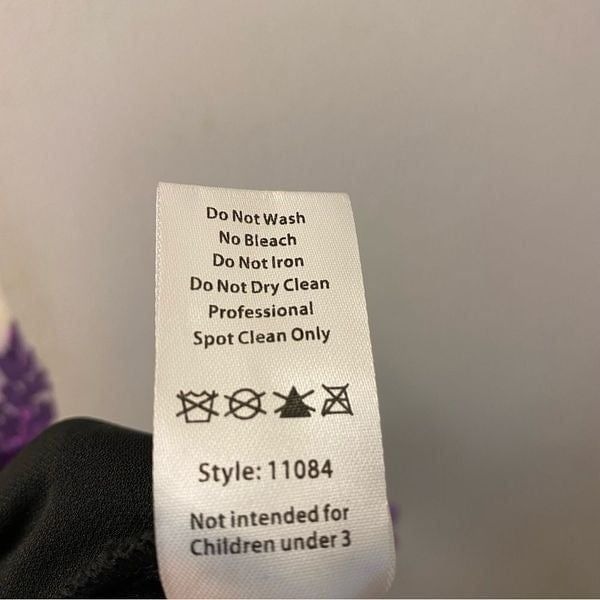 Do Not Wash
No Bleach
Do Not Iron
Do Not Dry Clean
Professional
Spot Clean Only
Style: 11084
Not intended for
Children under 3